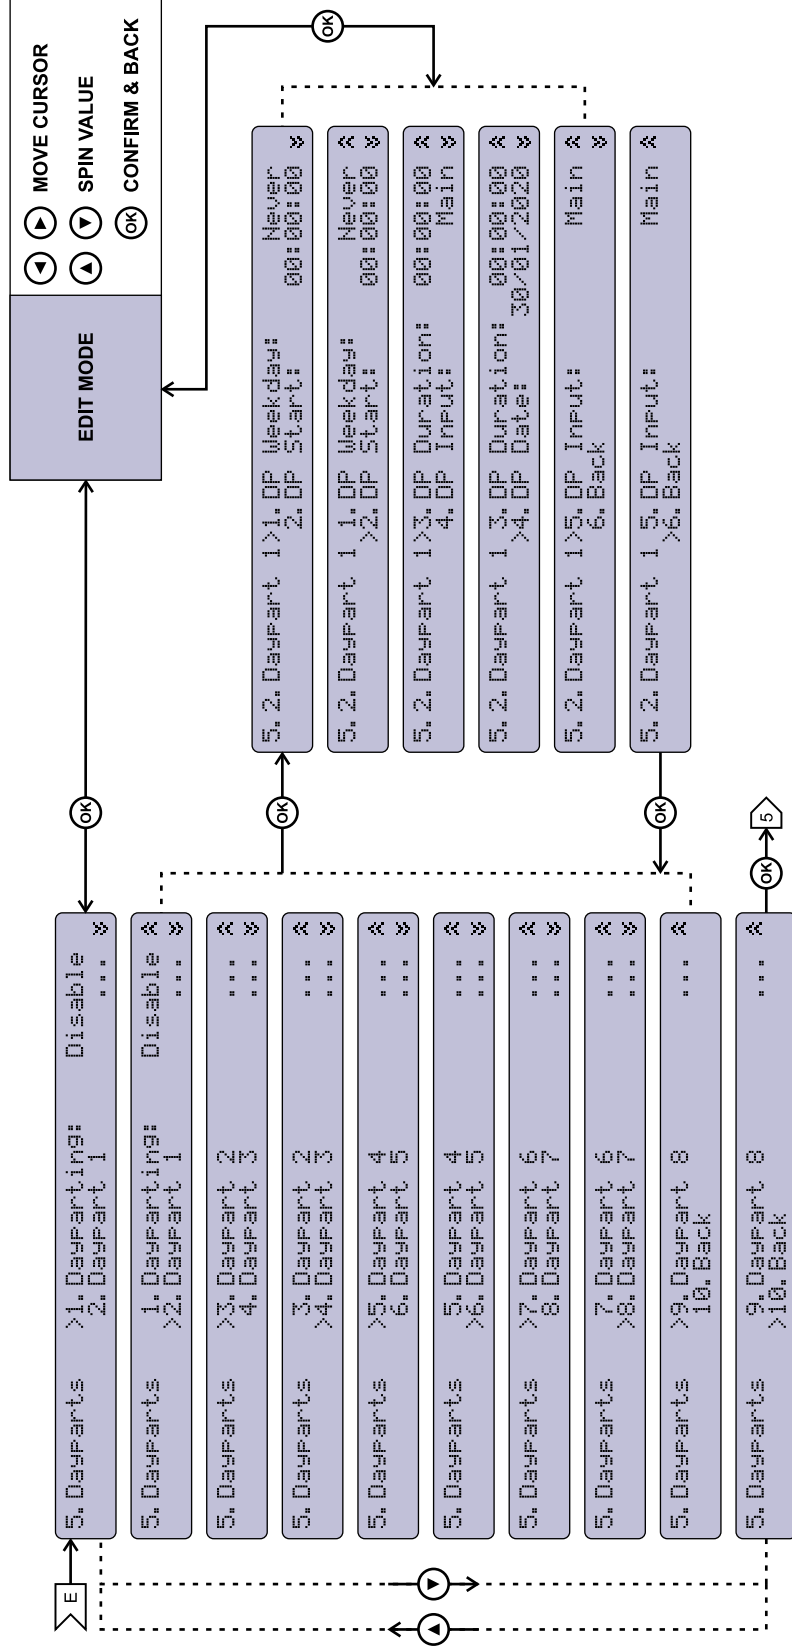 E
5. Dayparts >1. Dayparting: Disable
2. Daypart 1 ...
5. Dayparts 1. Dayparting: Disable
>2. Daypart 1 ...
5. Dayparts >3. Daypart 2 ...
4. Daypart 3 ...
5. Dayparts 3. Daypart 2 ...
>4. Daypart 3 ...
5. Dayparts >5. Daypart 4 ...
6. Daypart 5 ...
5. Dayparts 5. Daypart 4 ...
>6. Daypart 5 ...
5. Dayparts >7. Daypart 6 ...
8. Daypart 7 ...
5. Dayparts 7. Daypart 6 ...
>8. Daypart 7 ...
5. Dayparts >9. Daypart 8 ...
10. Back
5. Dayparts 9. Daypart 8 ...
>10. Back
OK
OK
OK
OK
5
5.2. Daypart 1 >1. DP Weekday: Never
2. DP Start: 00:00:00
5.2. Daypart 1 1. DP Weekday: Never
>2. DP Start: 00:00:00
5.2. Daypart 1 >3. DP Duration: 00:00:00
4. DP Input: Main
5.2. Daypart 1 3. DP Duration: 00:00:00
>4. DP Date: 30/01/2020
5.2. Daypart 1 >5. DP Input: Main
6. Back
5.2. Daypart 1 5. DP Input: Main
>6. Back
EDIT MODE
MOVE CURSOR
SPIN VALUE
OK CONFIRM & BACK
OK